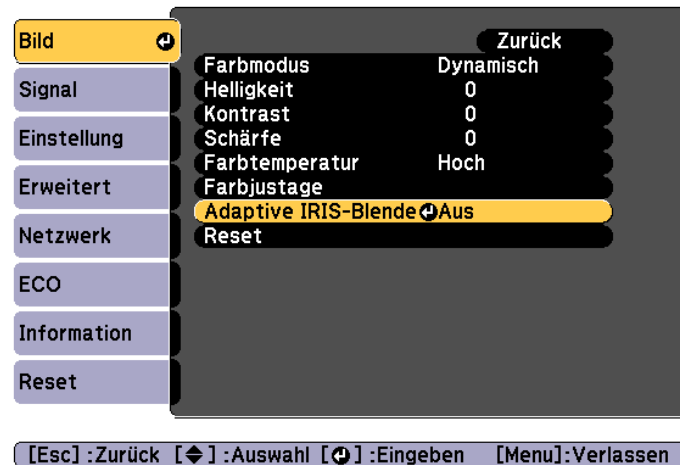 Bild
Signal
Einstellung
Erweitert
Netzwerk
ECO
Information
Reset
Zurück
Farbmodus Dynamisch
Helligkeit 0
Kontrast 0
Schärfe 0
Farbtemperatur Hoch
Farbjustage
Adaptive IRIS-Blende Aus
Reset
[Esc] :Zurück [◆] :Auswahl [↵] :Eingeben [Menu]:Verlassen